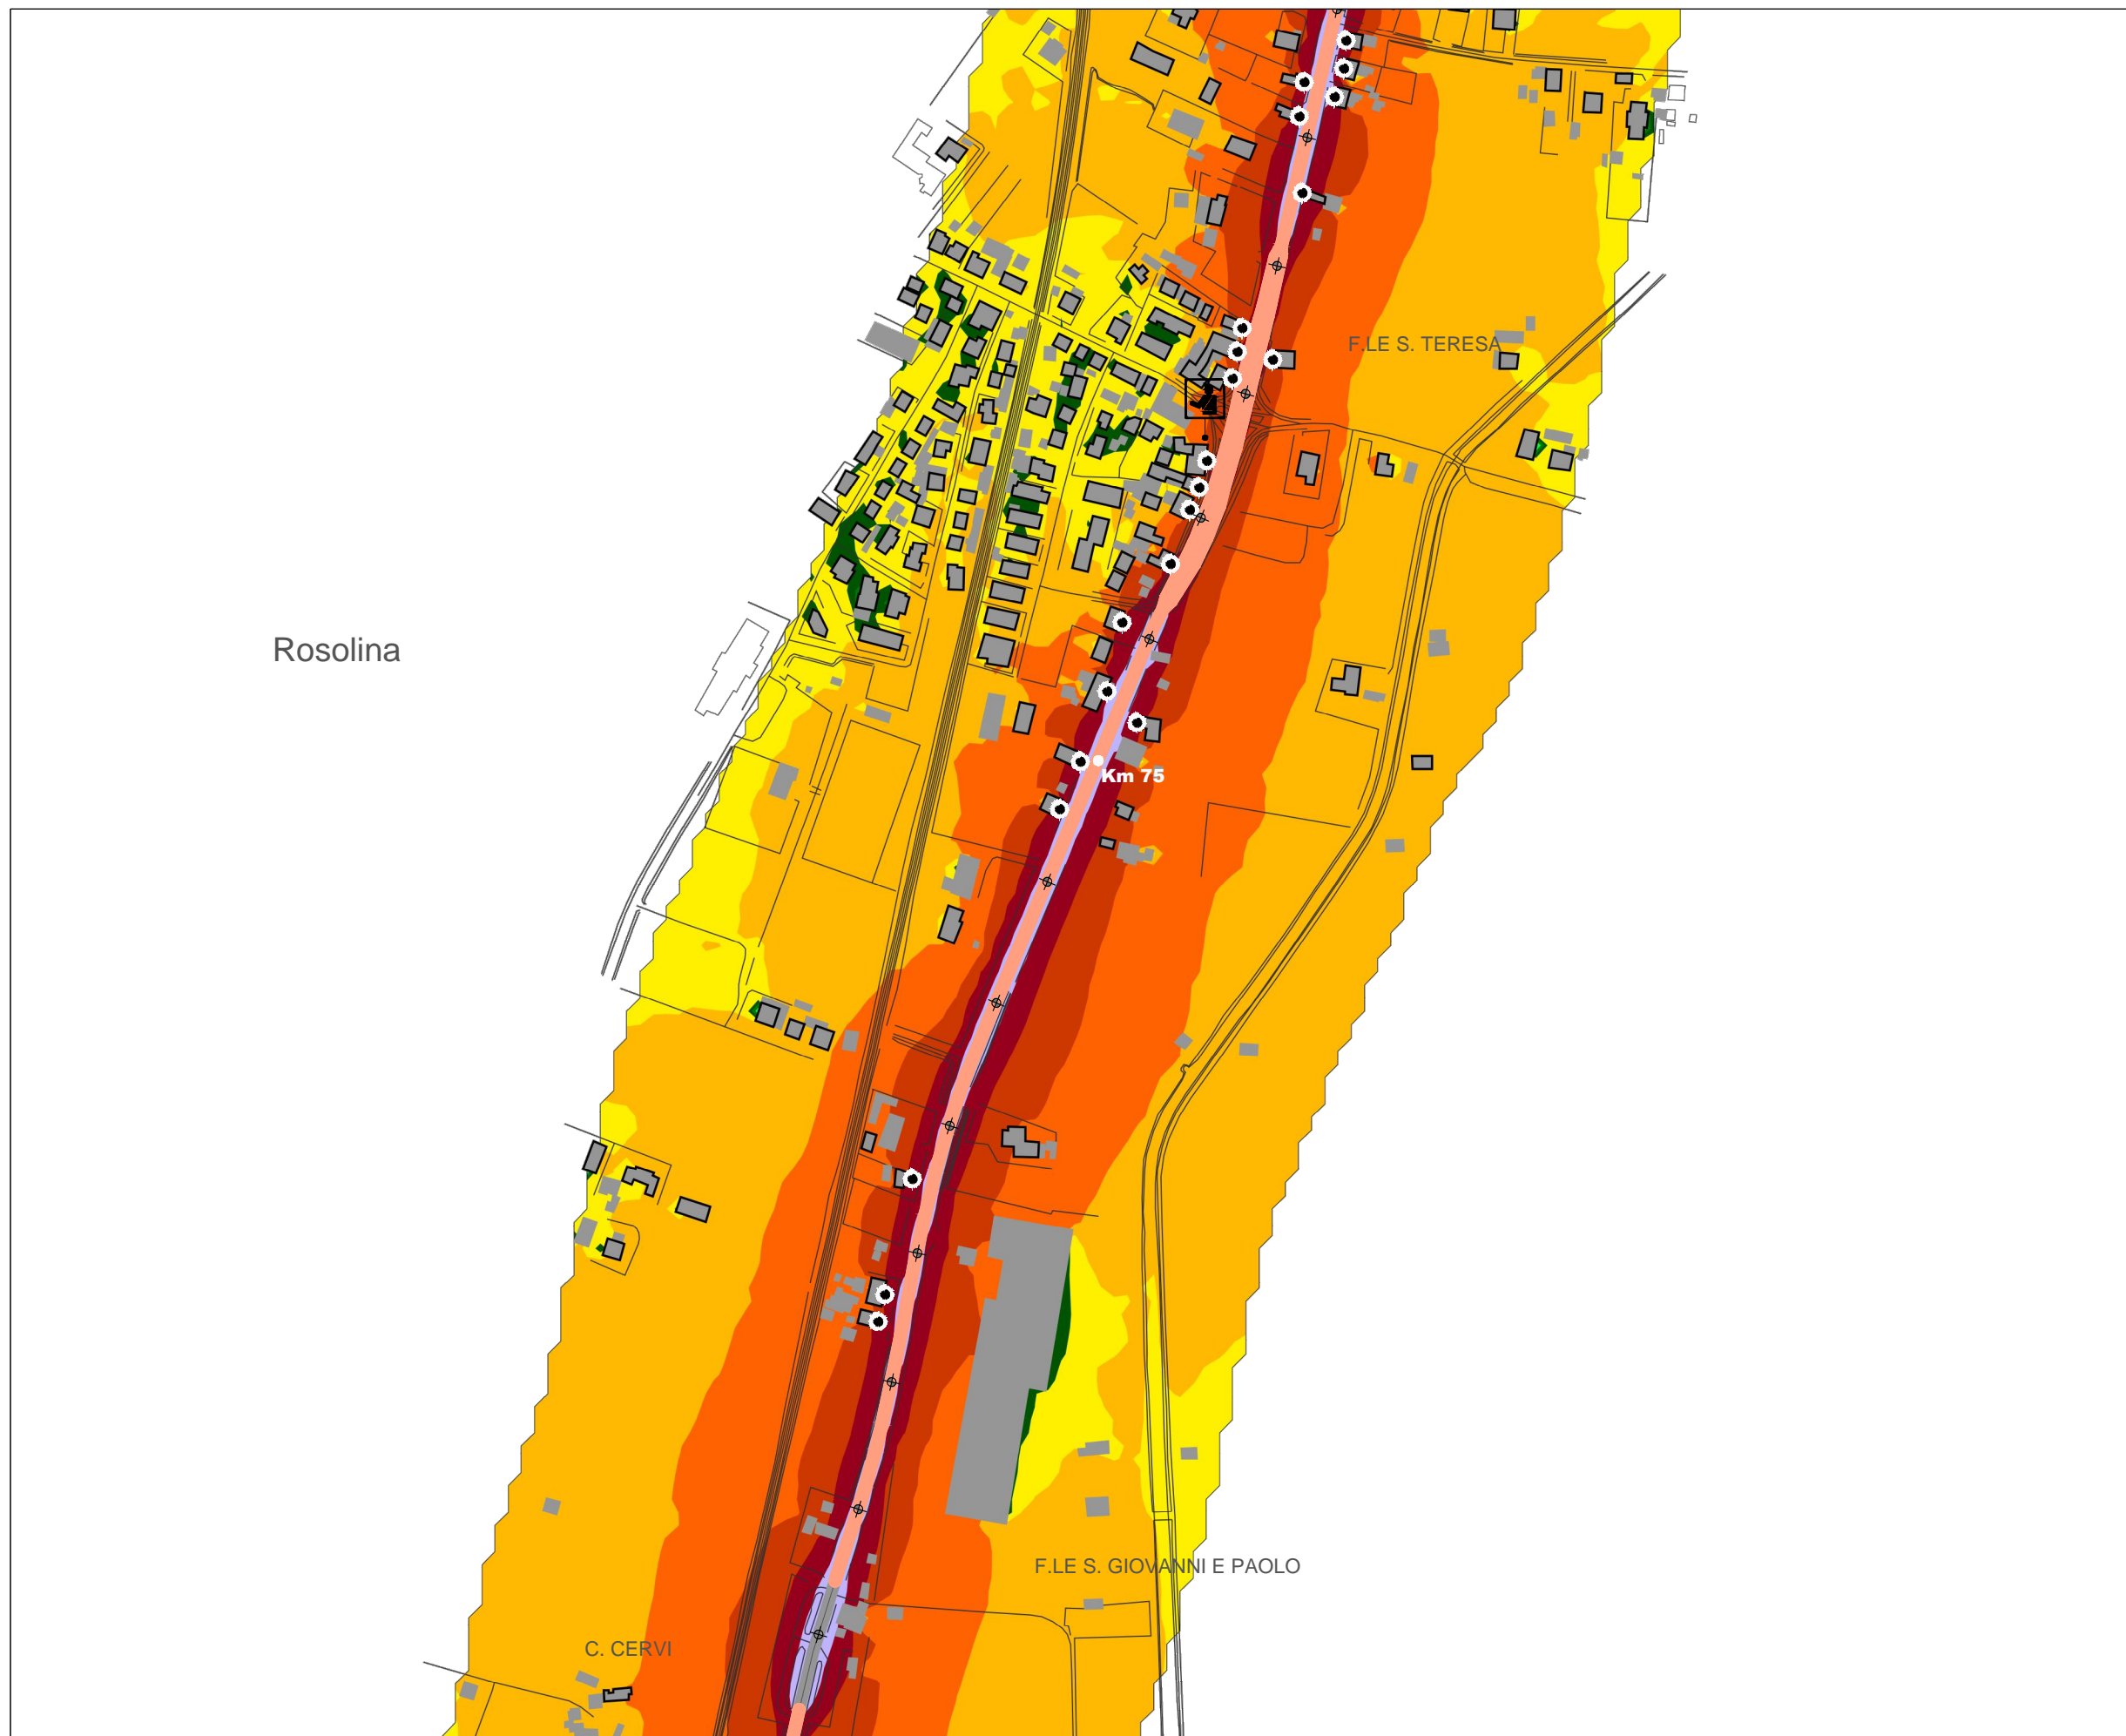 F.LE S. TERESA
Rosolina
Km 75
F.LE S. GIOVANNI E PAOLO
C. CERVI